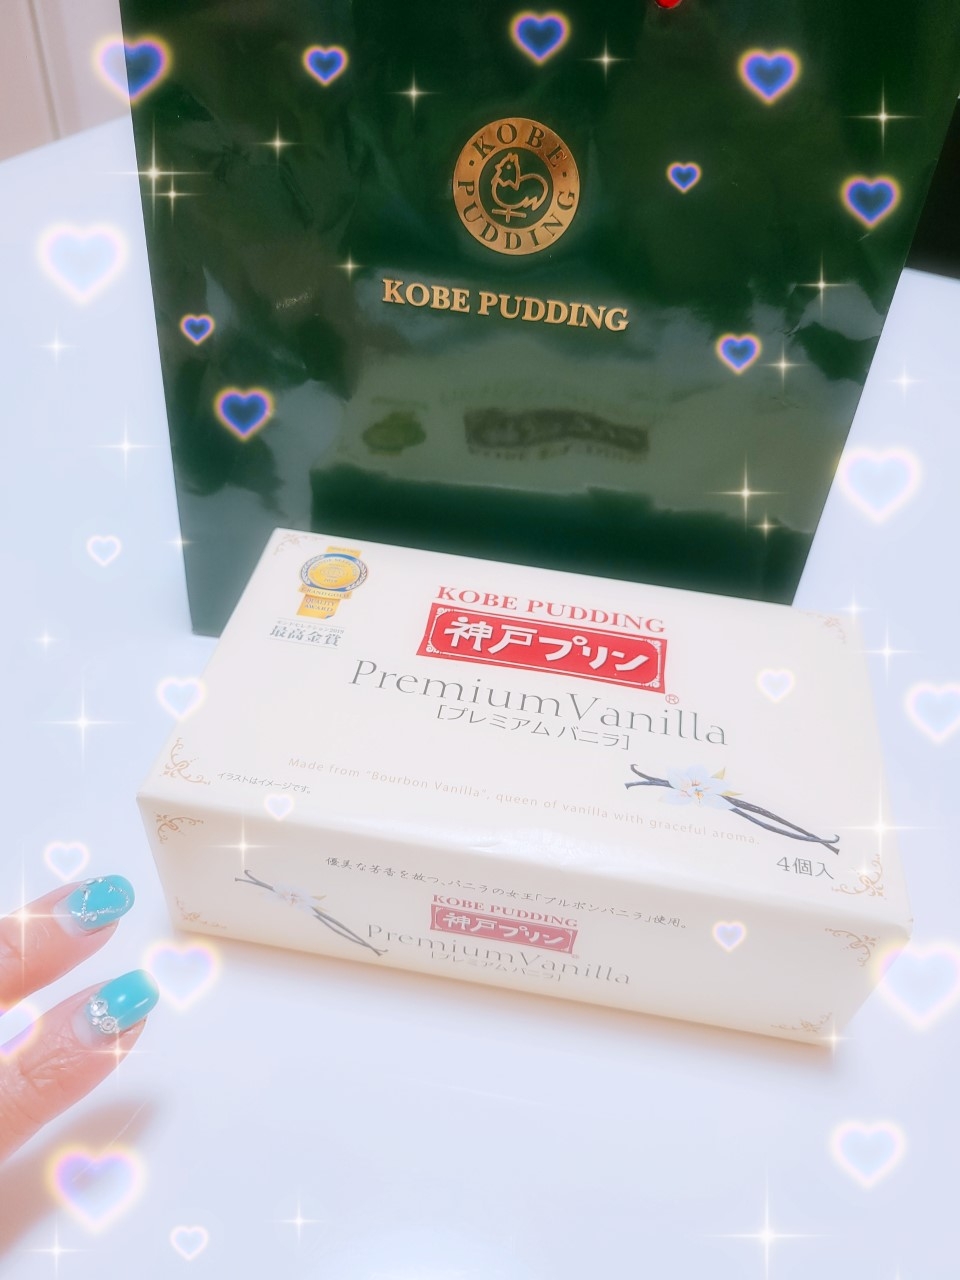 KOBE PUDDING
KOBE PUDDING
最高金賞
KOBE PUDDING
神戸プリン
®
PremiumVanilla
[プレミアム バニラ]
Made from "Bourbon Vanilla", queen of vanilla with graceful aroma.
イラストはイメージです。
4個入
優美な芳香を放つ、バニラの女王「ブルボンバニラ」使用。
KOBE PUDDING
神戸プリン
PremiumVanilla
[プレミアム バニラ]